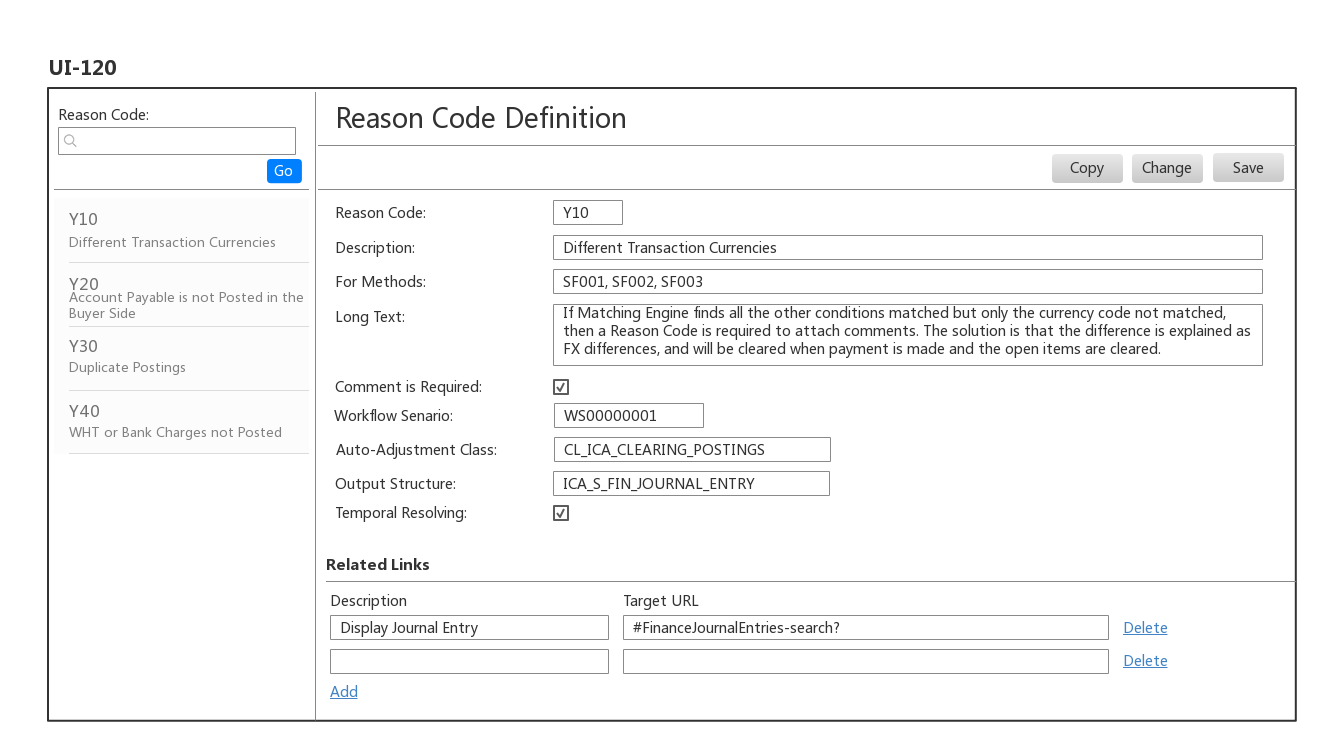 UI-120
Reason Code:
Go
Y10
Different Transaction Currencies
Y20
Account Payable is not Posted in the
Buyer Side
Y30
Duplicate Postings
Y40
WHT or Bank Charges not Posted
Reason Code Definition
Copy Change Save
Reason Code: Y10
Description: Different Transaction Currencies
For Methods: SF001, SF002, SF003
Long Text: If Matching Engine finds all the other conditions matched but only the currency code not matched,
then a Reason Code is required to attach comments. The solution is that the difference is explained as
FX differences, and will be cleared when payment is made and the open items are cleared.
Comment is Required:
Workflow Senario: WS00000001
Auto-Adjustment Class: CL_ICA_CLEARING_POSTINGS
Output Structure: ICA_S_FIN_JOURNAL_ENTRY
Temporal Resolving:
Related Links
Description Target URL
Display Journal Entry #FinanceJournalEntries-search? Delete
Delete
Add